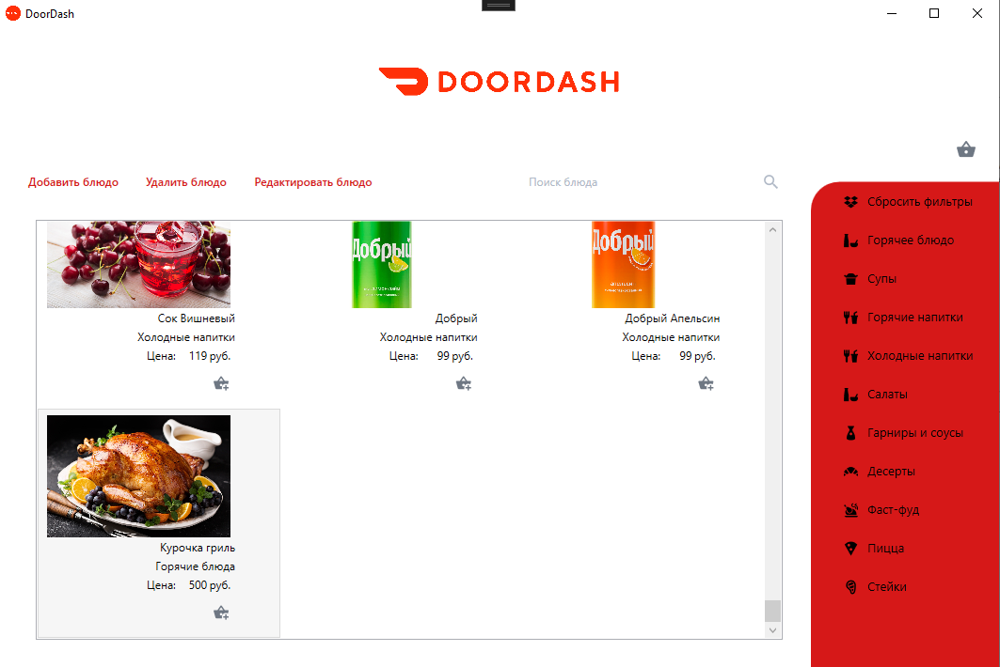 DoorDash
DOORDASH
Добавить блюдо
Удалить блюдо
Редактировать блюдо
Поиск блюда
Добрый
Добрый
апельсин
Сок Вишневый
Холодные напитки
Цена: 119 руб.
Добрый
Холодные напитки
Цена: 99 руб.
Добрый Апельсин
Холодные напитки
Цена: 99 руб.
Курочка гриль
Горячие блюда
Цена: 500 руб.
Сбросить фильтры
Горячее блюдо
Супы
Горячие напитки
Холодные напитки
Салаты
Гарниры и соусы
Десерты
Фаст-фуд
Пицца
Стейки